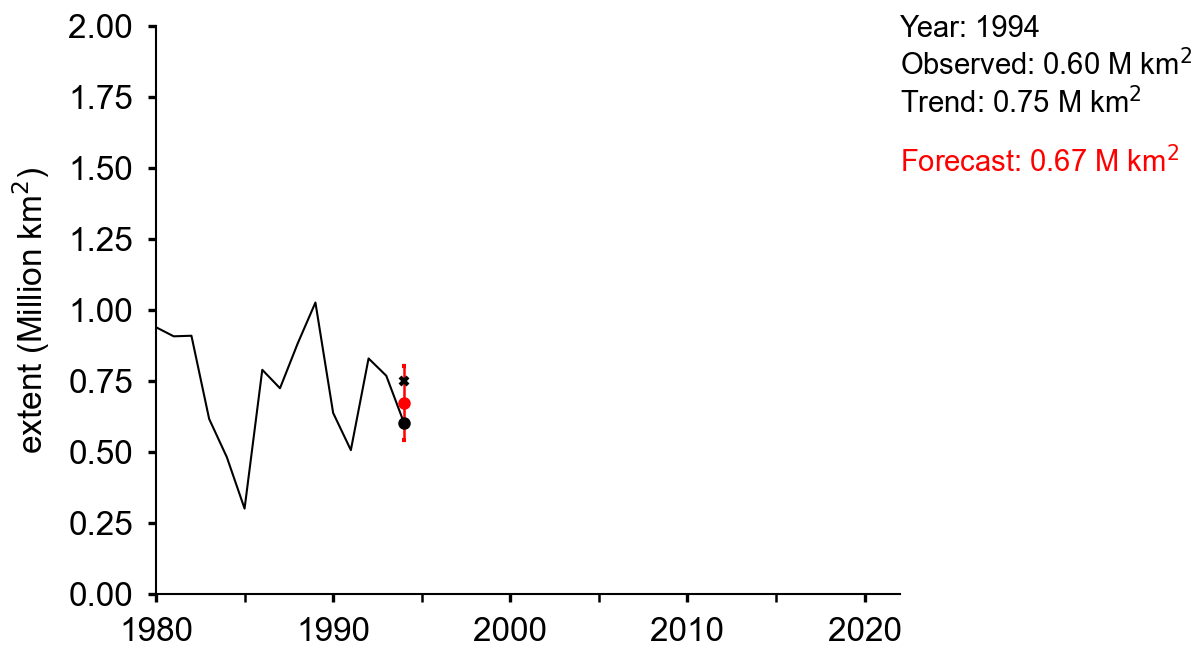 2.00
1.75
1.50
1.25
1.00
0.75
0.50
0.25
0.00
extent (Million km²)
1980
1990
2000
2010
2020
Year: 1994
Observed: 0.60 M km²
Trend: 0.75 M km²
Forecast: 0.67 M km²